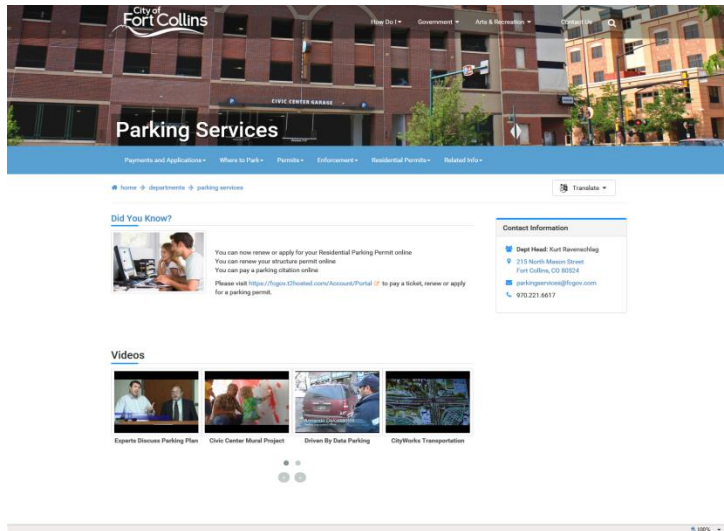 City of
Fort Collins
How Do I
Government
Arts & Recreation
Contact Us
CIVIC CENTER GARAGE
Parking Services
Payments and Applications
Where to Park
Permits
Enforcement
Residential Permits
Related Info
home → departments → parking services
Translate
Did You Know?
You can now renew or apply for your Residential Parking Permit online
You can renew your structure permit online
You can pay a parking citation online
Please visit https://fcgov.t2hosted.com/Account/Portal to pay a ticket, renew or apply
for a parking permit.
Contact Information
Dept Head: Kurt Ravenschlag
215 North Mason Street
Fort Collins, CO 80524
parkingservices@fcgov.com
970.221.6617
Videos
Experts Discuss Parking Plan
Civic Center Mural Project
Driven By Data Parking
CityWorks Transportation
100%